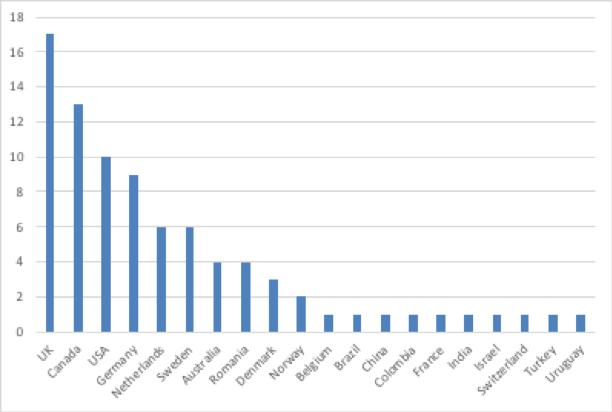 18
16
14
12
10
8
6
4
2
0
UK
Canada
USA
Germany
Netherlands
Sweden
Australia
Romania
Denmark
Norway
Belgium
Brazil
China
Colombia
France
India
Israel
Switzerland
Turkey
Uruguay